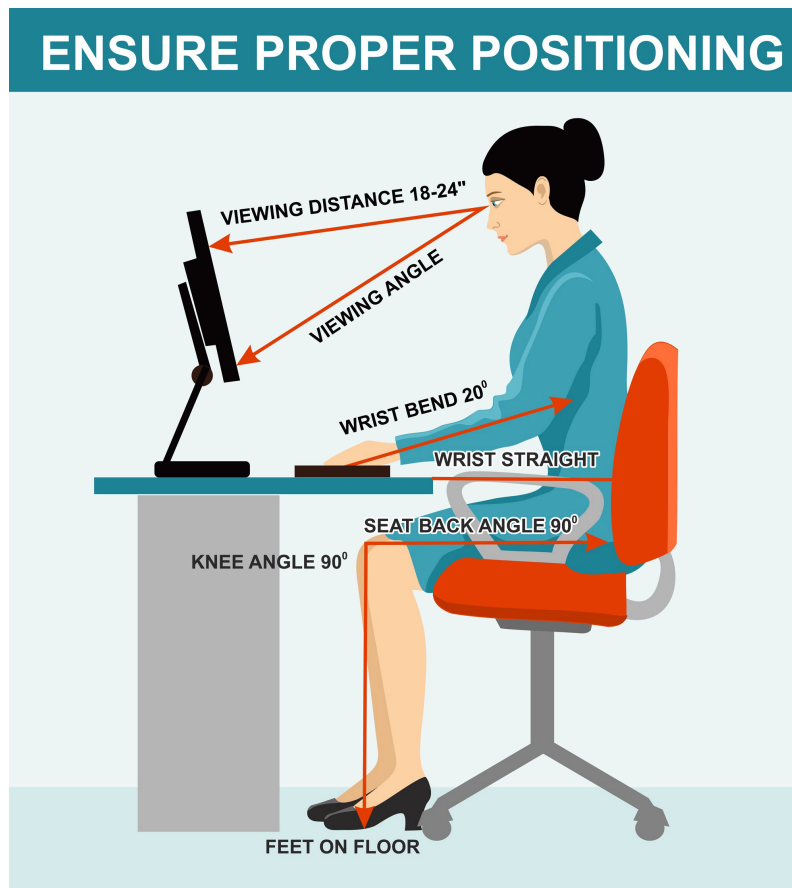 ENSURE PROPER POSITIONING
VIEWING DISTANCE 18-24"
VIEWING ANGLE
WRIST BEND 20⁰
WRIST STRAIGHT
SEAT BACK ANGLE 90⁰
KNEE ANGLE 90⁰
FEET ON FLOOR